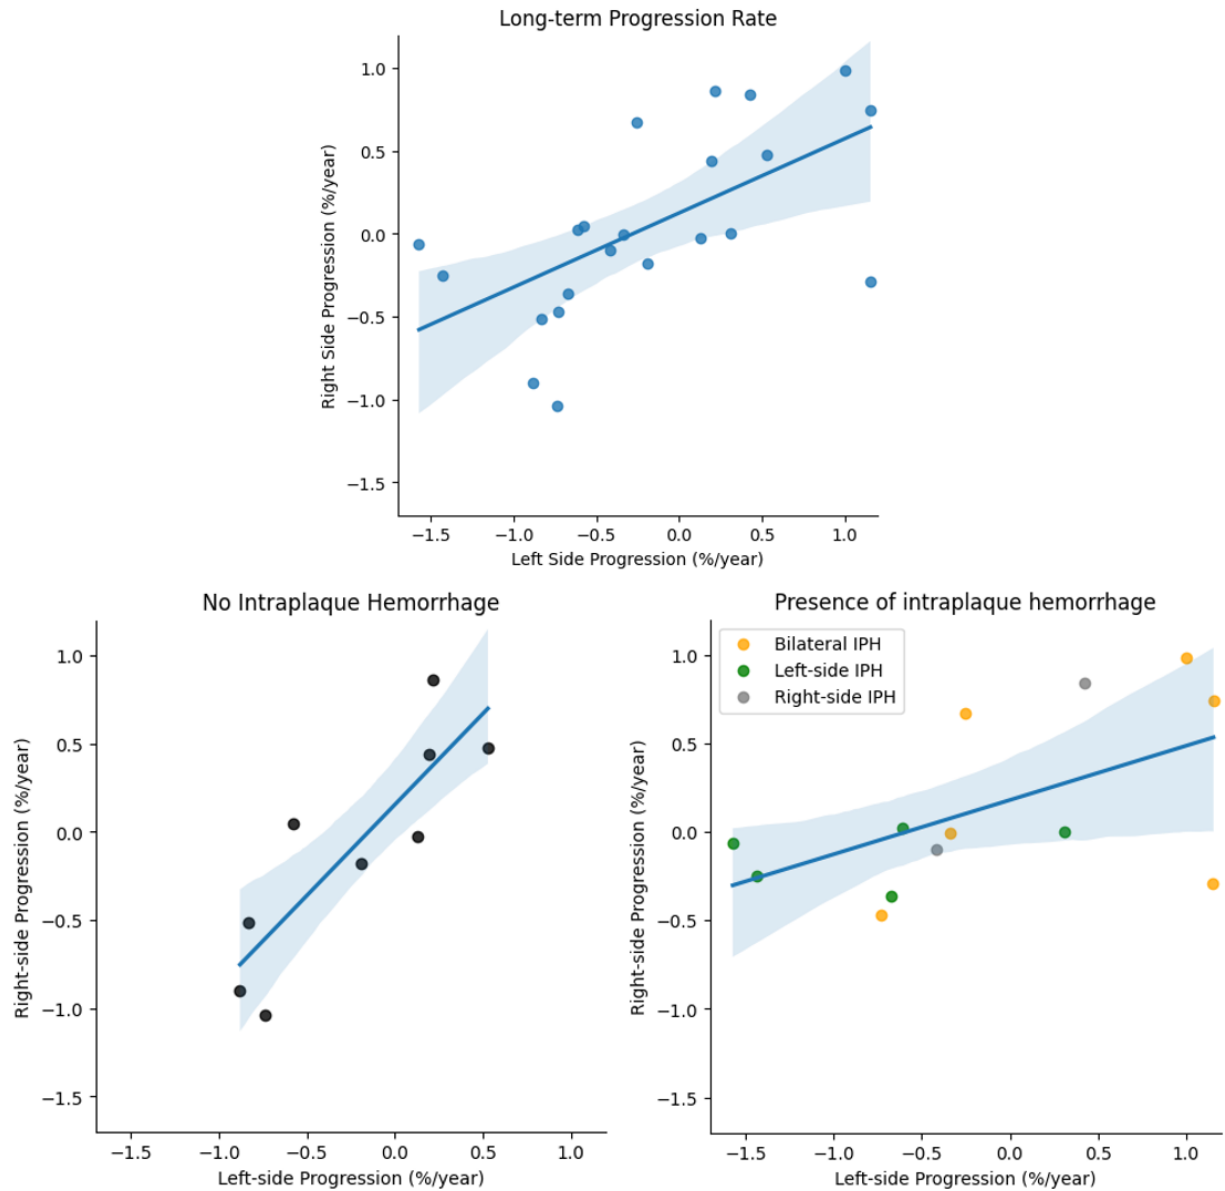 Long-term Progression Rate
Right Side Progression (%/year)
1.0
0.5
0.0
−0.5
−1.0
−1.5
−1.5 −1.0 −0.5 0.0 0.5 1.0
Left Side Progression (%/year)
No Intraplaque Hemorrhage
Right-side Progression (%/year)
1.0
0.5
0.0
−0.5
−1.0
−1.5
−1.5 −1.0 −0.5 0.0 0.5 1.0
Left-side Progression (%/year)
Presence of intraplaque hemorrhage
Bilateral IPH
Left-side IPH
Right-side IPH
Right-side Progression (%/year)
1.0
0.5
0.0
−0.5
−1.0
−1.5
−1.5 −1.0 −0.5 0.0 0.5 1.0
Left-side Progression (%/year)